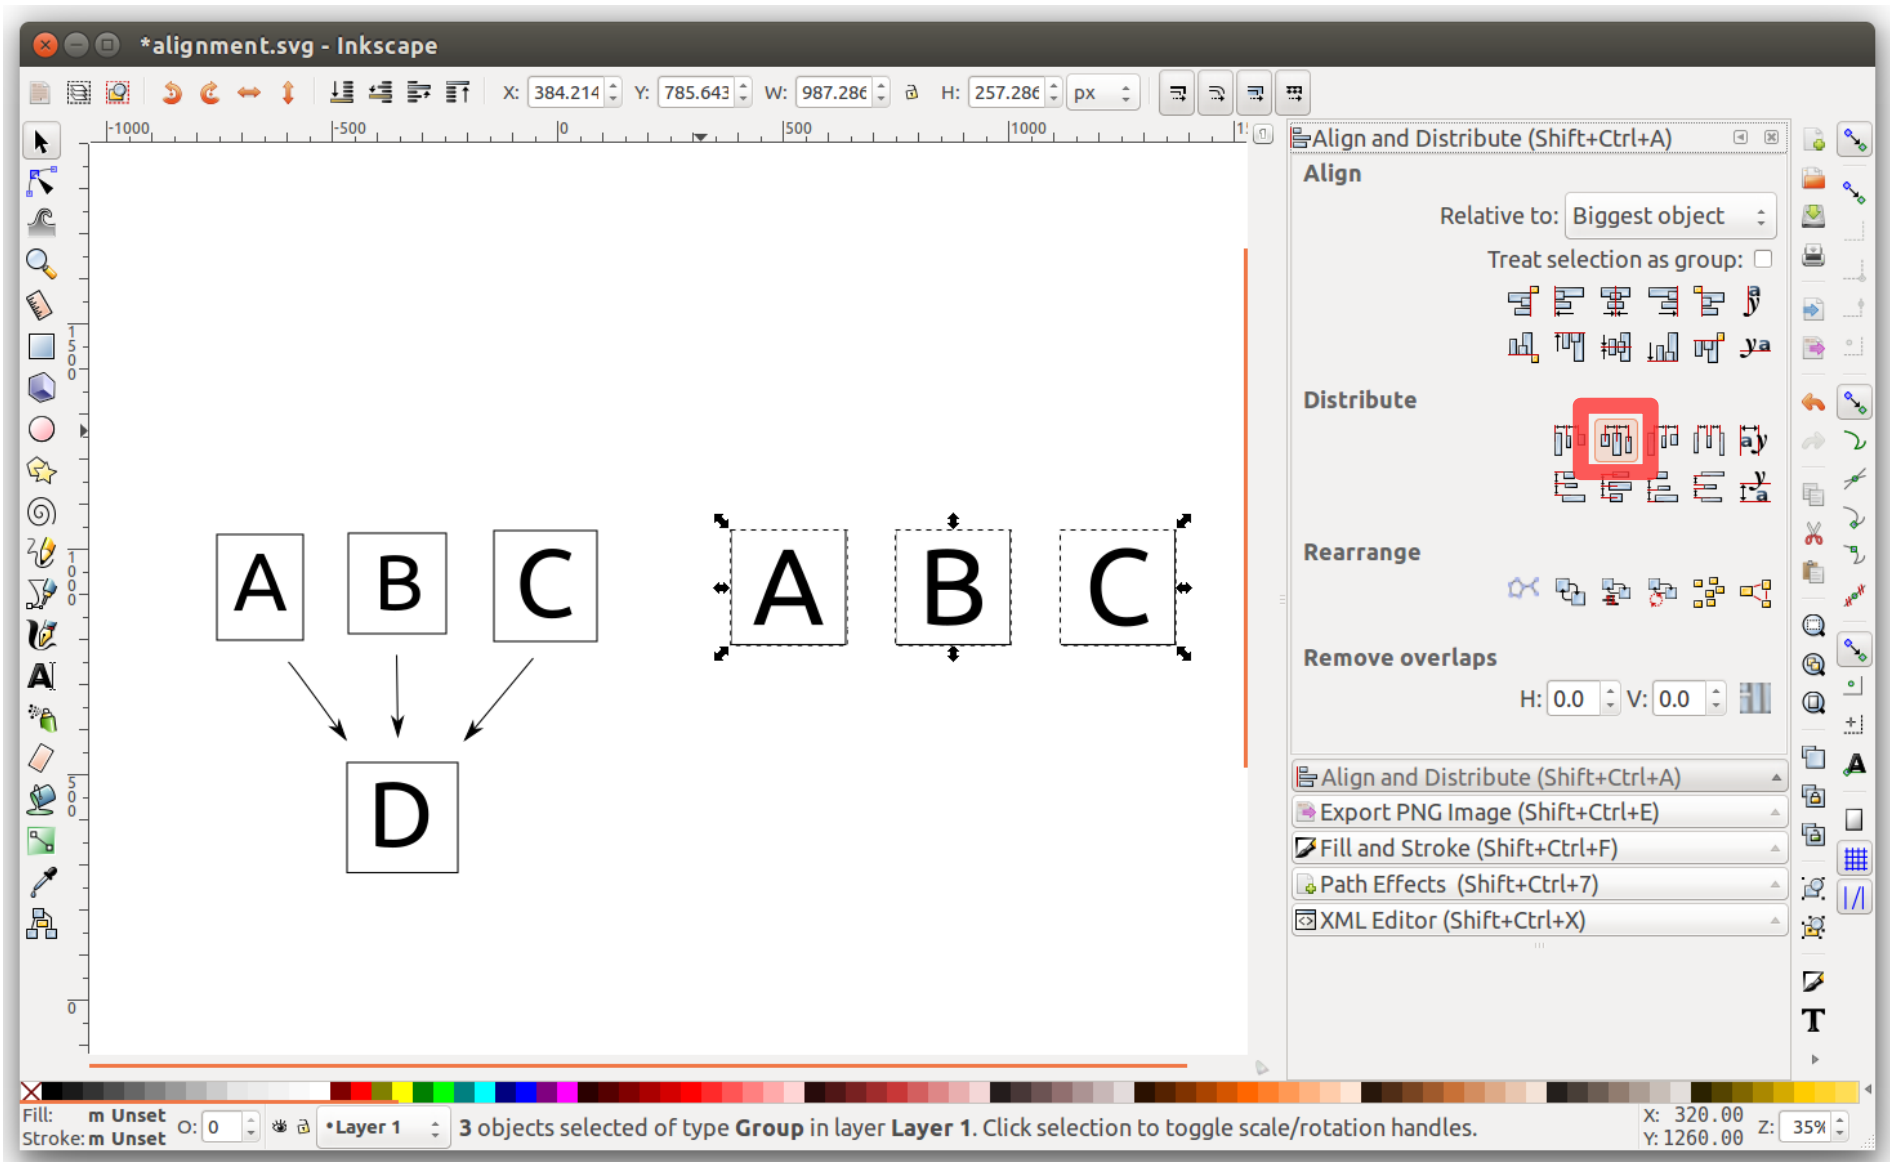 *alignment.svg - Inkscape
X: 384.214 Y: 785.643 W: 987.286 H: 257.286 px
-1000 -500 0 500 1000
Align and Distribute (Shift+Ctrl+A)
Align
Relative to: Biggest object
Treat selection as group:
Distribute
Rearrange
Remove overlaps
H: 0.0 V: 0.0
Align and Distribute (Shift+Ctrl+A)
Export PNG Image (Shift+Ctrl+E)
Fill and Stroke (Shift+Ctrl+F)
Path Effects (Shift+Ctrl+7)
XML Editor (Shift+Ctrl+X)
1500
1000
500
0
A B C
D
A B C
Fill: m Unset
Stroke: m Unset
O: 0
•Layer 1
3 objects selected of type Group in layer Layer 1. Click selection to toggle scale/rotation handles.
X: 320.00
Y: 1260.00
Z: 35%